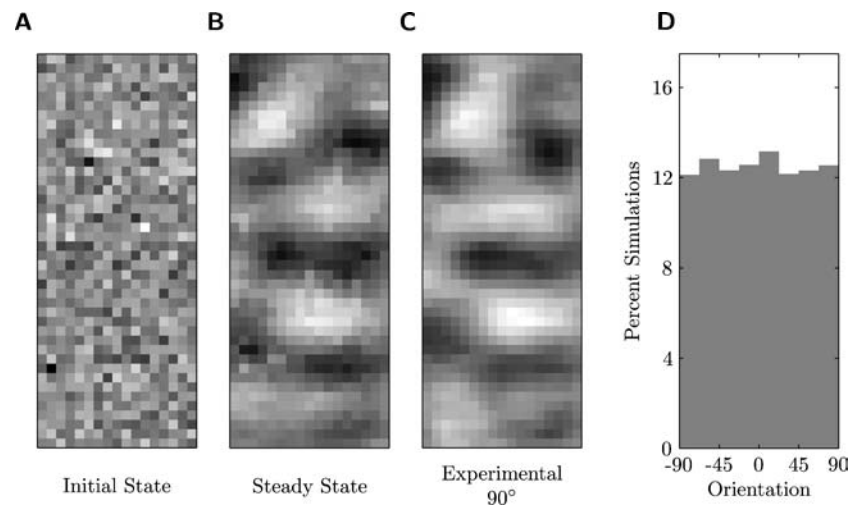 A
B
C
D
Initial State
Steady State
Experimental
90°
Percent Simulations
16
12
8
4
0
-90
-45
0
45
90
Orientation